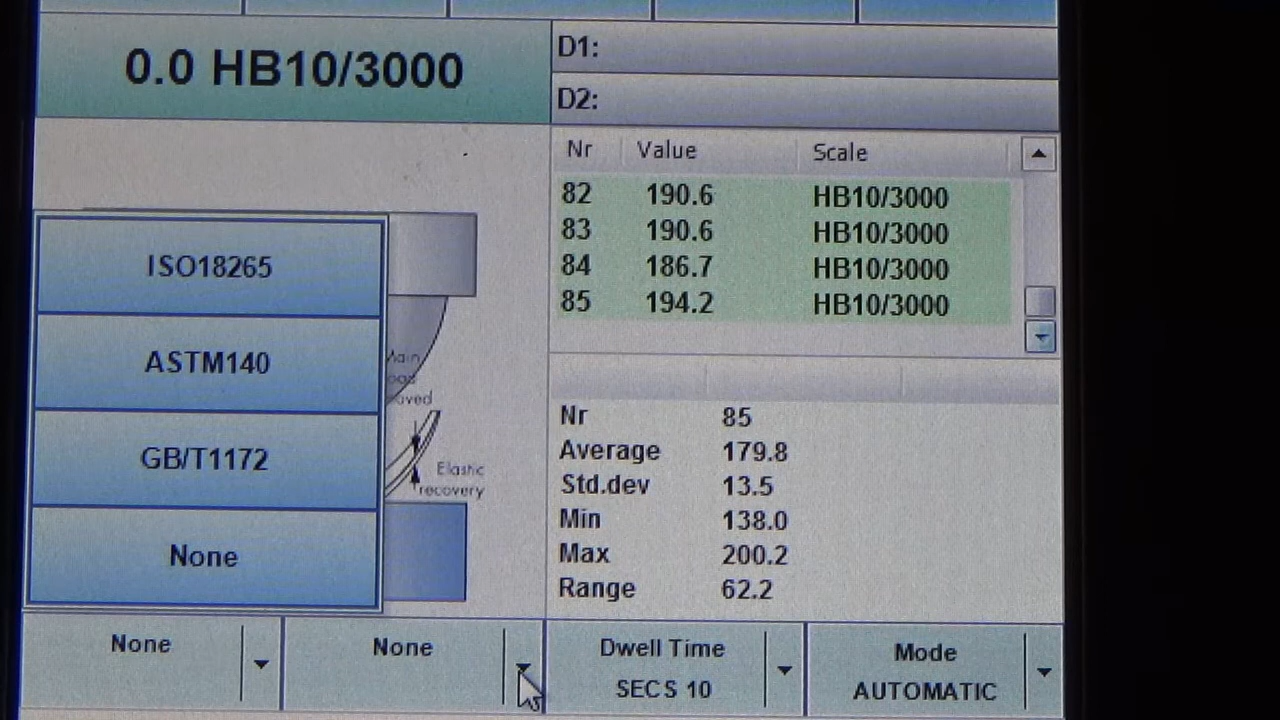 0.0 HB10/3000
D1:
D2:
Nr Value Scale
82 190.6 HB10/3000
83 190.6 HB10/3000
84 186.7 HB10/3000
85 194.2 HB10/3000
ISO18265
ASTM140
GB/T1172
None
Elastic
recovery
Nr 85
Average 179.8
Std.dev 13.5
Min 138.0
Max 200.2
Range 62.2
None
None
Dwell Time
SECS 10
Mode
AUTOMATIC